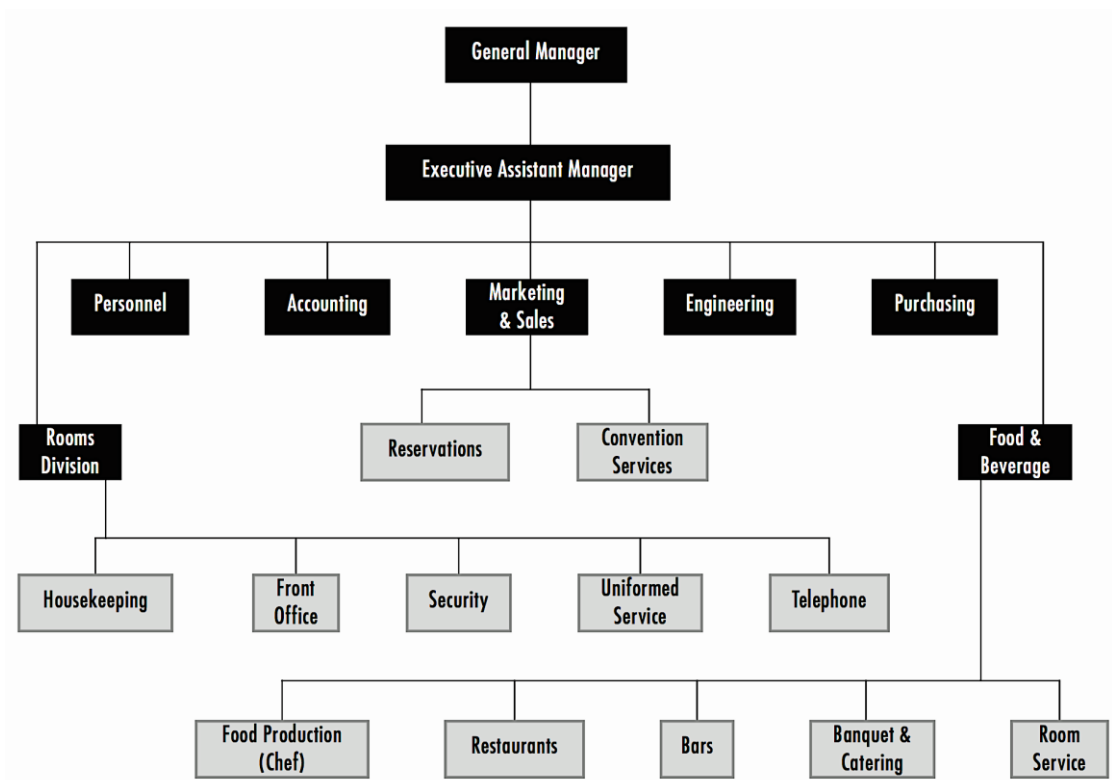 General Manager
Executive Assistant Manager
Personnel
Accounting
Marketing
& Sales
Engineering
Purchasing
Rooms
Division
Reservations
Convention
Services
Food &
Beverage
Housekeeping
Front
Office
Security
Uniformed
Service
Telephone
Food Production
(Chef)
Restaurants
Bars
Banquet &
Catering
Room
Service